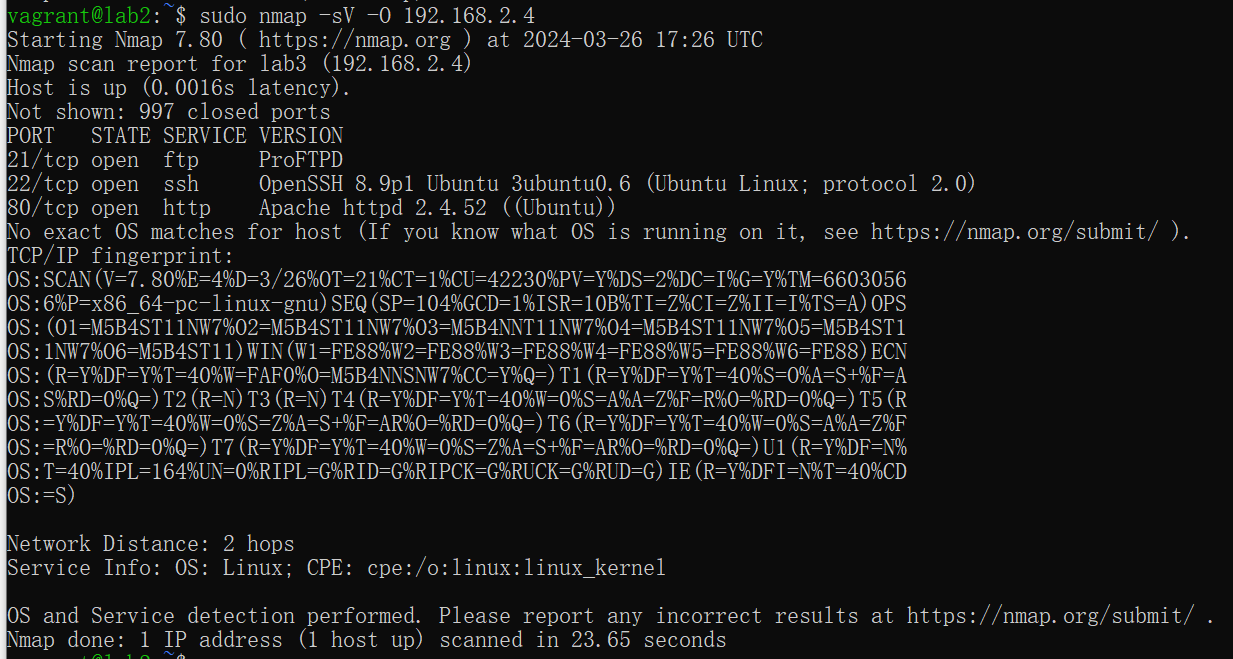 vagrant@lab2:~$ sudo nmap -sV -O 192.168.2.4
Starting Nmap 7.80 ( https://nmap.org ) at 2024-03-26 17:26 UTC
Nmap scan report for lab3 (192.168.2.4)
Host is up (0.0016s latency).
Not shown: 997 closed ports
PORT   STATE SERVICE VERSION
21/tcp open  ftp     ProFTPD
22/tcp open  ssh     OpenSSH 8.9p1 Ubuntu 3ubuntu0.6 (Ubuntu Linux; protocol 2.0)
80/tcp open  http    Apache httpd 2.4.52 ((Ubuntu))
No exact OS matches for host (If you know what OS is running on it, see https://nmap.org/submit/ ).
TCP/IP fingerprint:
OS:SCAN(V=7.80%E=4%D=3/26%OT=21%CT=1%CU=42230%PV=Y%DS=2%DC=I%G=Y%TM=6603056
OS:6%P=x86_64-pc-linux-gnu)SEQ(SP=104%GCD=1%ISR=10B%TI=Z%CI=Z%II=I%TS=A)OPS
OS:(O1=M5B4ST11NW7%O2=M5B4ST11NW7%O3=M5B4NNT11NW7%O4=M5B4ST11NW7%O5=M5B4ST1
OS:1NW7%O6=M5B4ST11)WIN(W1=FE88%W2=FE88%W3=FE88%W4=FE88%W5=FE88%W6=FE88)ECN
OS:(R=Y%DF=Y%T=40%W=FAF0%O=M5B4NNSNW7%CC=Y%Q=)T1(R=Y%DF=Y%T=40%S=O%A=S+%F=A
OS:S%RD=0%Q=)T2(R=N)T3(R=N)T4(R=Y%DF=Y%T=40%W=0%S=A%A=Z%F=R%O=%RD=0%Q=)T5(R
OS:=Y%DF=Y%T=40%W=0%S=Z%A=S+%F=AR%O=%RD=0%Q=)T6(R=Y%DF=Y%T=40%W=0%S=A%A=Z%F
OS:=R%O=%RD=0%Q=)T7(R=Y%DF=Y%T=40%W=0%S=Z%A=S+%F=AR%O=%RD=0%Q=)U1(R=Y%DF=N%
OS:T=40%IPL=164%UN=0%RIPL=G%RID=G%RIPCK=G%RUCK=G%RUD=G)IE(R=Y%DFI=N%T=40%CD
OS:=S)
Network Distance: 2 hops
Service Info: OS: Linux; CPE: cpe:/o:linux:linux_kernel
OS and Service detection performed. Please report any incorrect results at https://nmap.org/submit/ .
Nmap done: 1 IP address (1 host up) scanned in 23.65 seconds